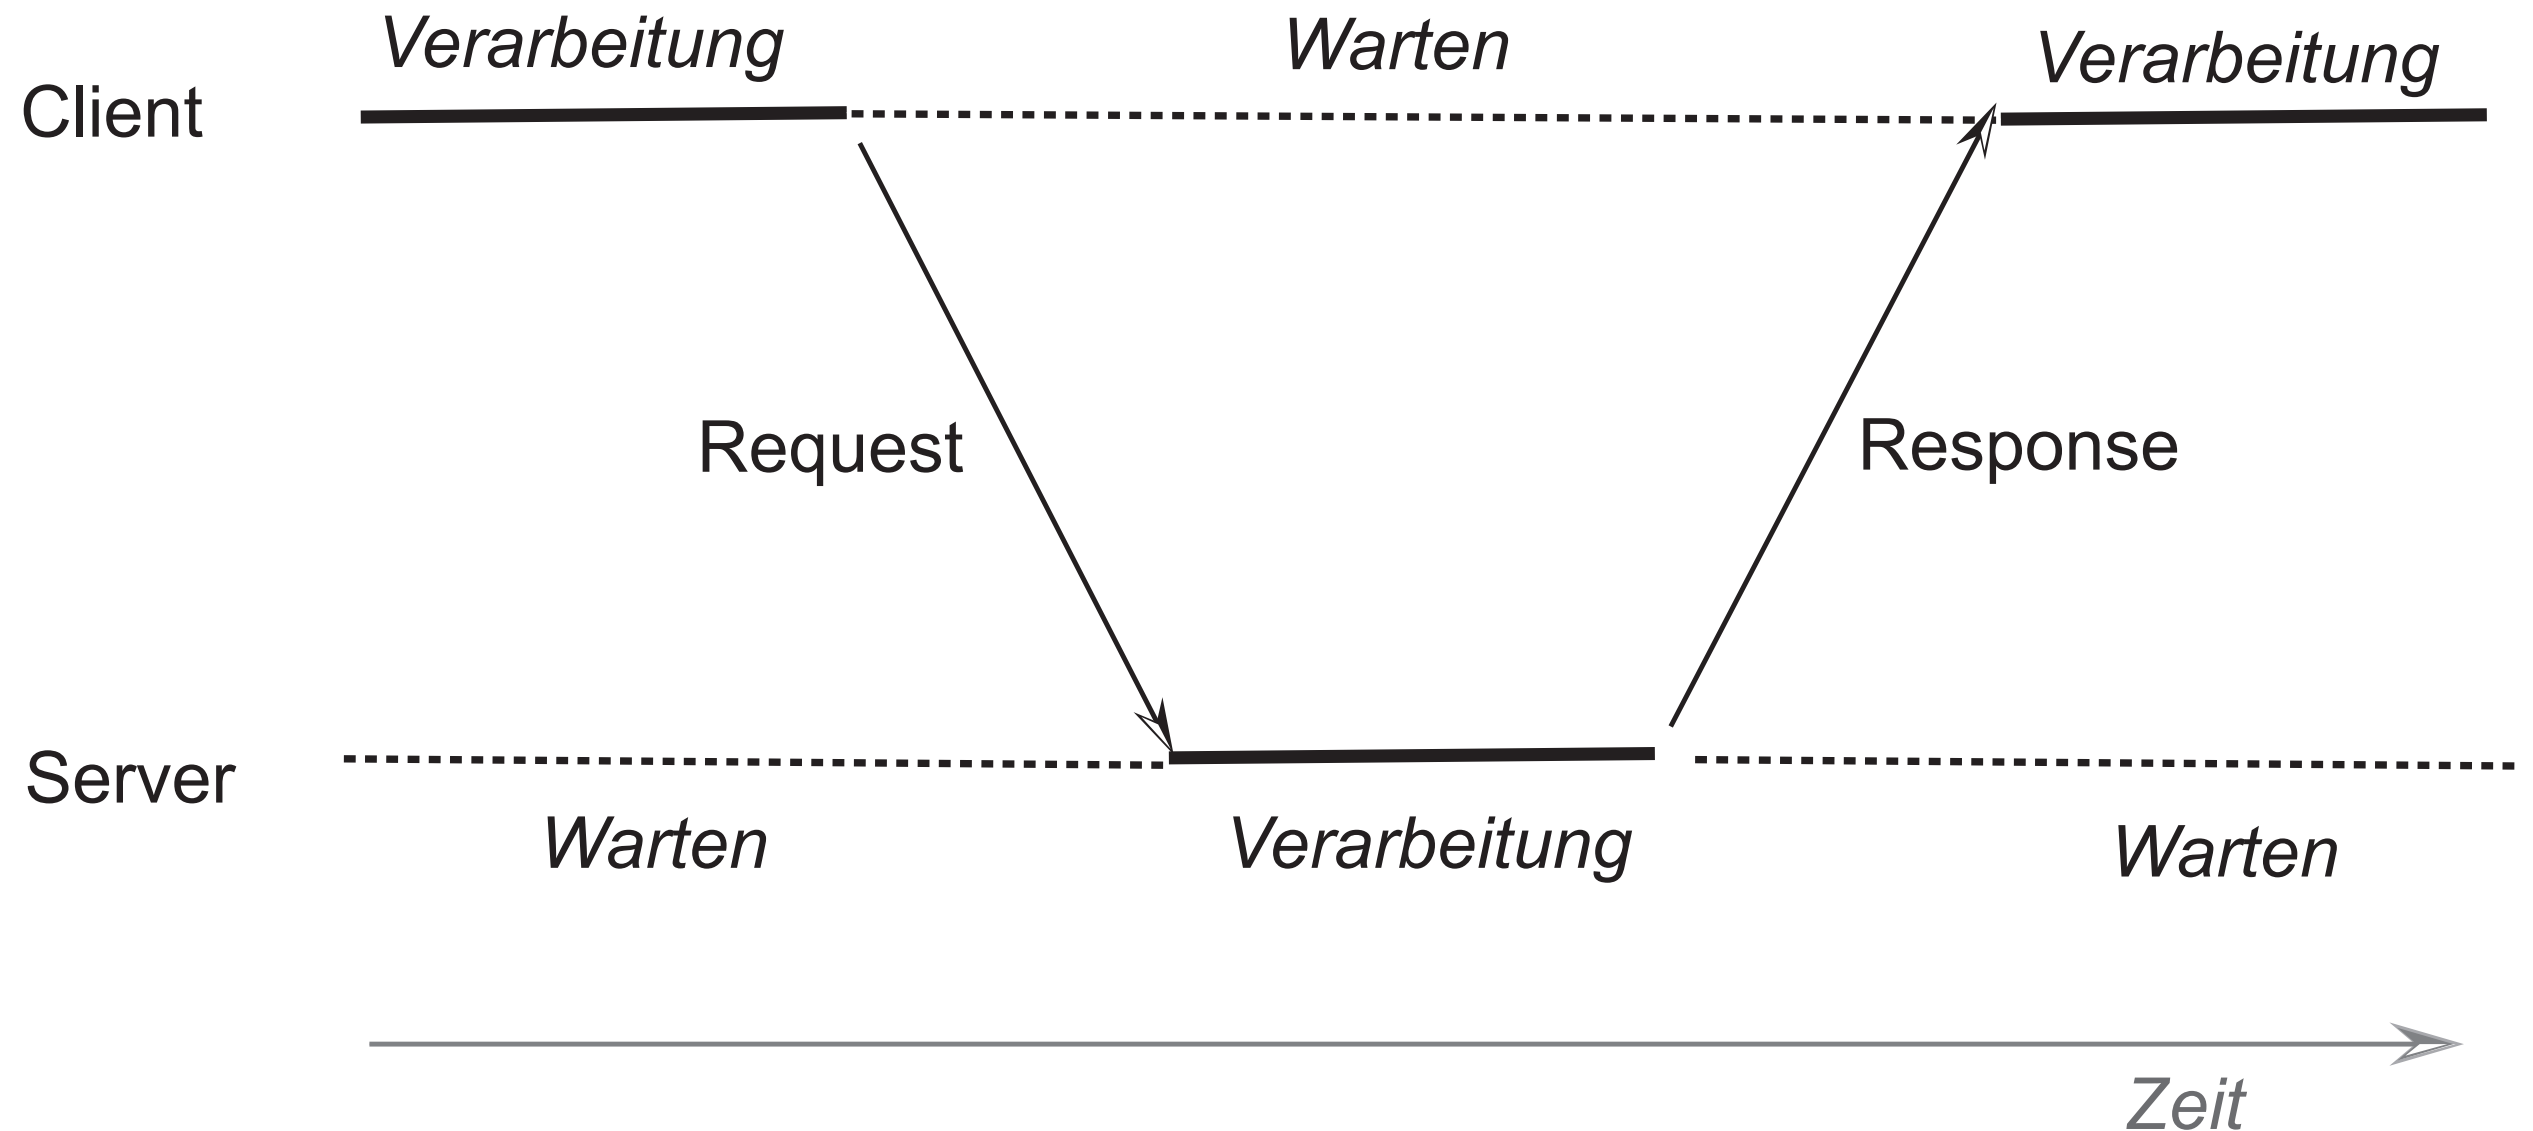 Verarbeitung
Warten
Verarbeitung
Client
Request
Response
Server
Warten
Verarbeitung
Warten
Zeit